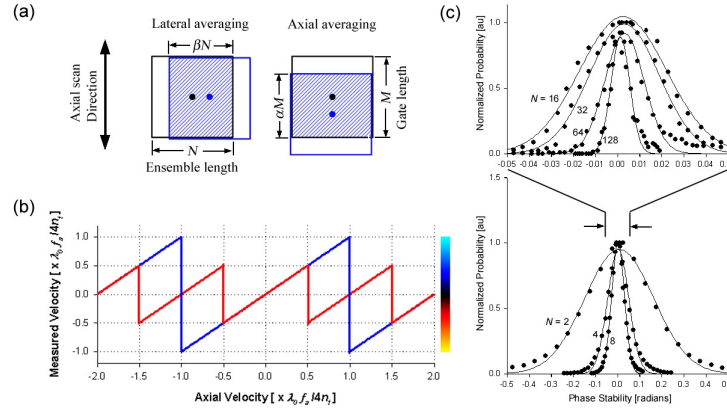 (a)
Lateral averaging
Axial averaging
βN
N
Ensemble length
αM
M
Gate length
Axial scan
Direction
(b)
Measured Velocity [ x λ₀ fₐ/4nₜ]
1.0
0.5
0.0
-0.5
-1.0
-2.0 -1.5 -1.0 -0.5 0.0 0.5 1.0 1.5 2.0
Axial Velocity [ x λ₀ fₐ/4nₜ]
(c)
Normalized Probability [au]
1.0
0.5
0.0
N = 16
32
64
128
-0.05 -0.04 -0.03 -0.02 -0.01 0.00 0.01 0.02 0.03 0.04 0.05
Normalized Probability [au]
1.0
0.5
0.0
N = 2
4
8
-0.5 -0.4 -0.3 -0.2 -0.1 0.0 0.1 0.2 0.3 0.4 0.5
Phase Stability [radians]